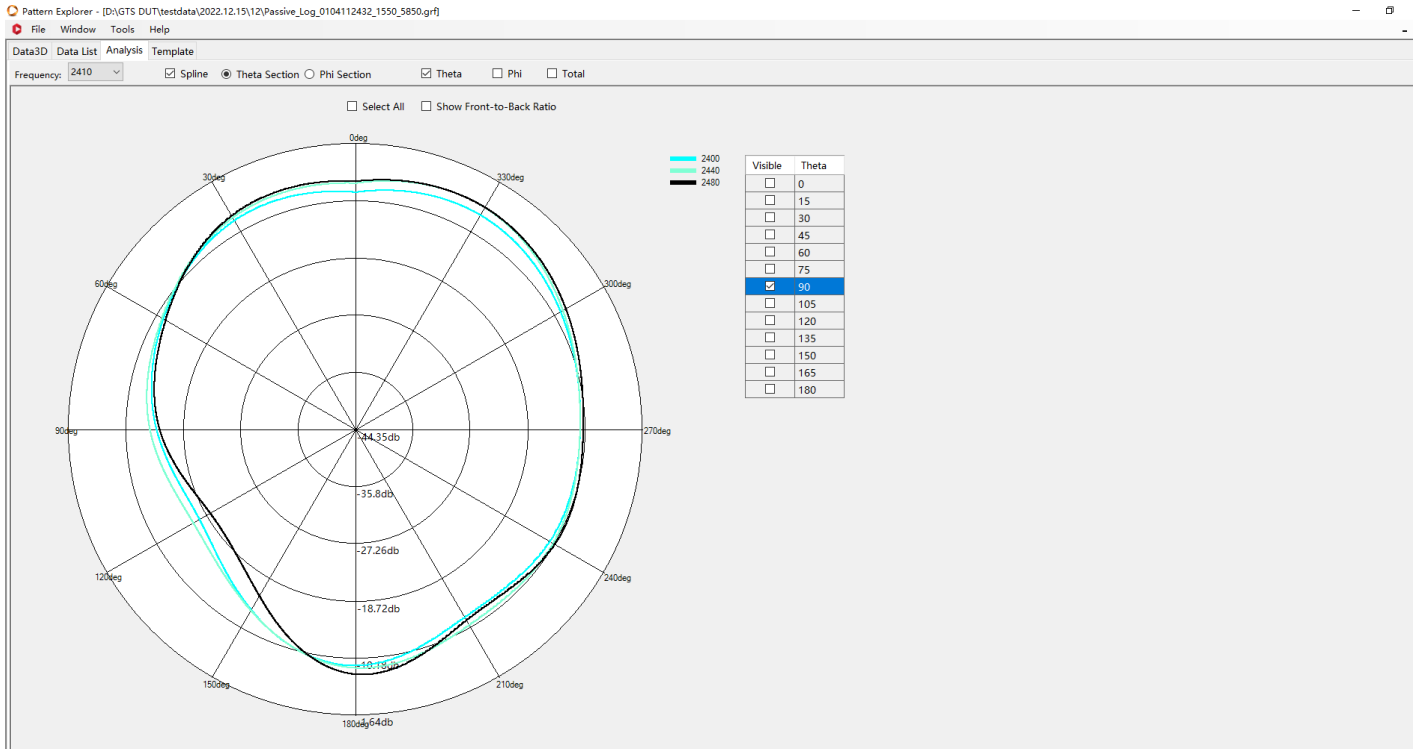 Pattern Explorer - [D:\GTS DUT\testdata\2022.12.15\12\Passive_Log_0104112432_1550_5850.grf]
File Window Tools Help
Data3D Data List Analysis Template
Frequency: 2410 Spline Theta Section Phi Section Theta Phi Total
Select All Show Front-to-Back Ratio
0deg
30deg
330deg
60deg
300deg
90deg
270deg
120deg
240deg
150deg
210deg
180deg
-44.35db
-35.8db
-27.26db
-18.72db
-10.18db
-1.64db
2400
2440
2480
Visible Theta
0
15
30
45
60
75
90
105
120
135
150
165
180